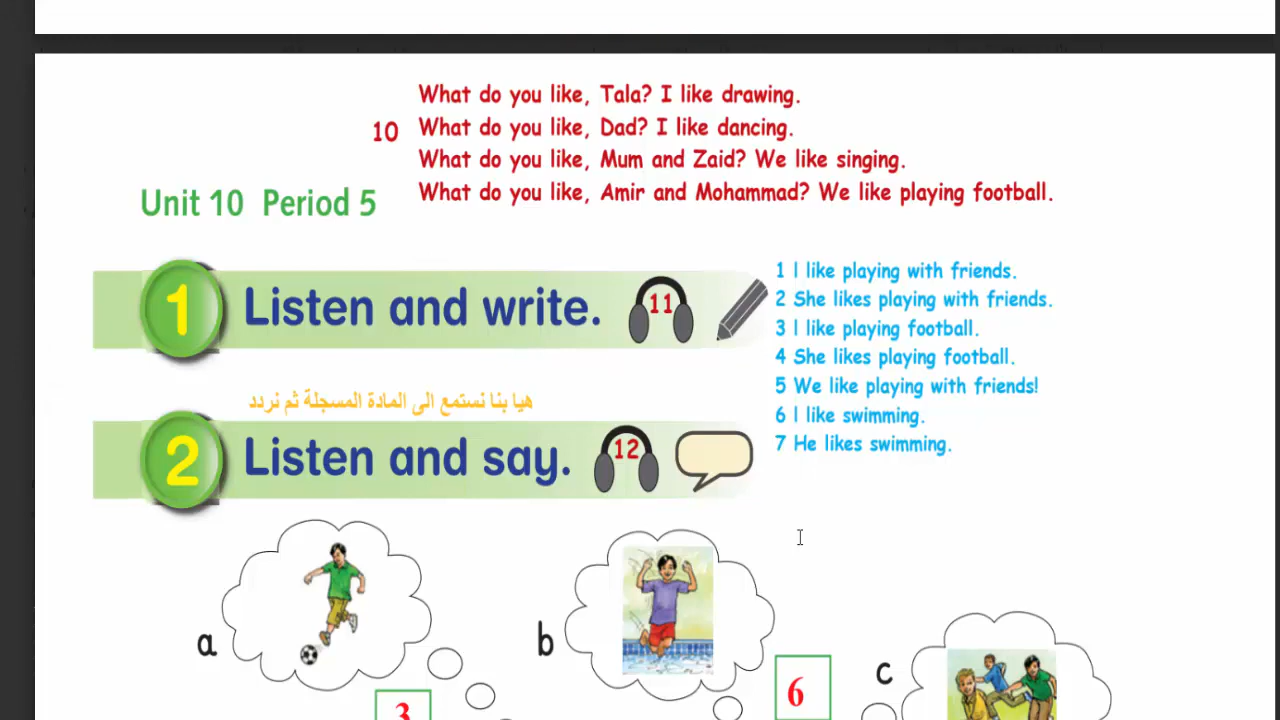 What do you like, Tala? I like drawing.
10 What do you like, Dad? I like dancing.
What do you like, Mum and Zaid? We like singing.
What do you like, Amir and Mohammad? We like playing football.
Unit 10 Period 5
1 Listen and write. 11
1 I like playing with friends.
2 She likes playing with friends.
3 I like playing football.
4 She likes playing football.
5 We like playing with friends!
6 I like swimming.
7 He likes swimming.
هيا بنا نستمع الى المادة المسجلة ثم نردد
2 Listen and say. 12
a
b
c
3
6